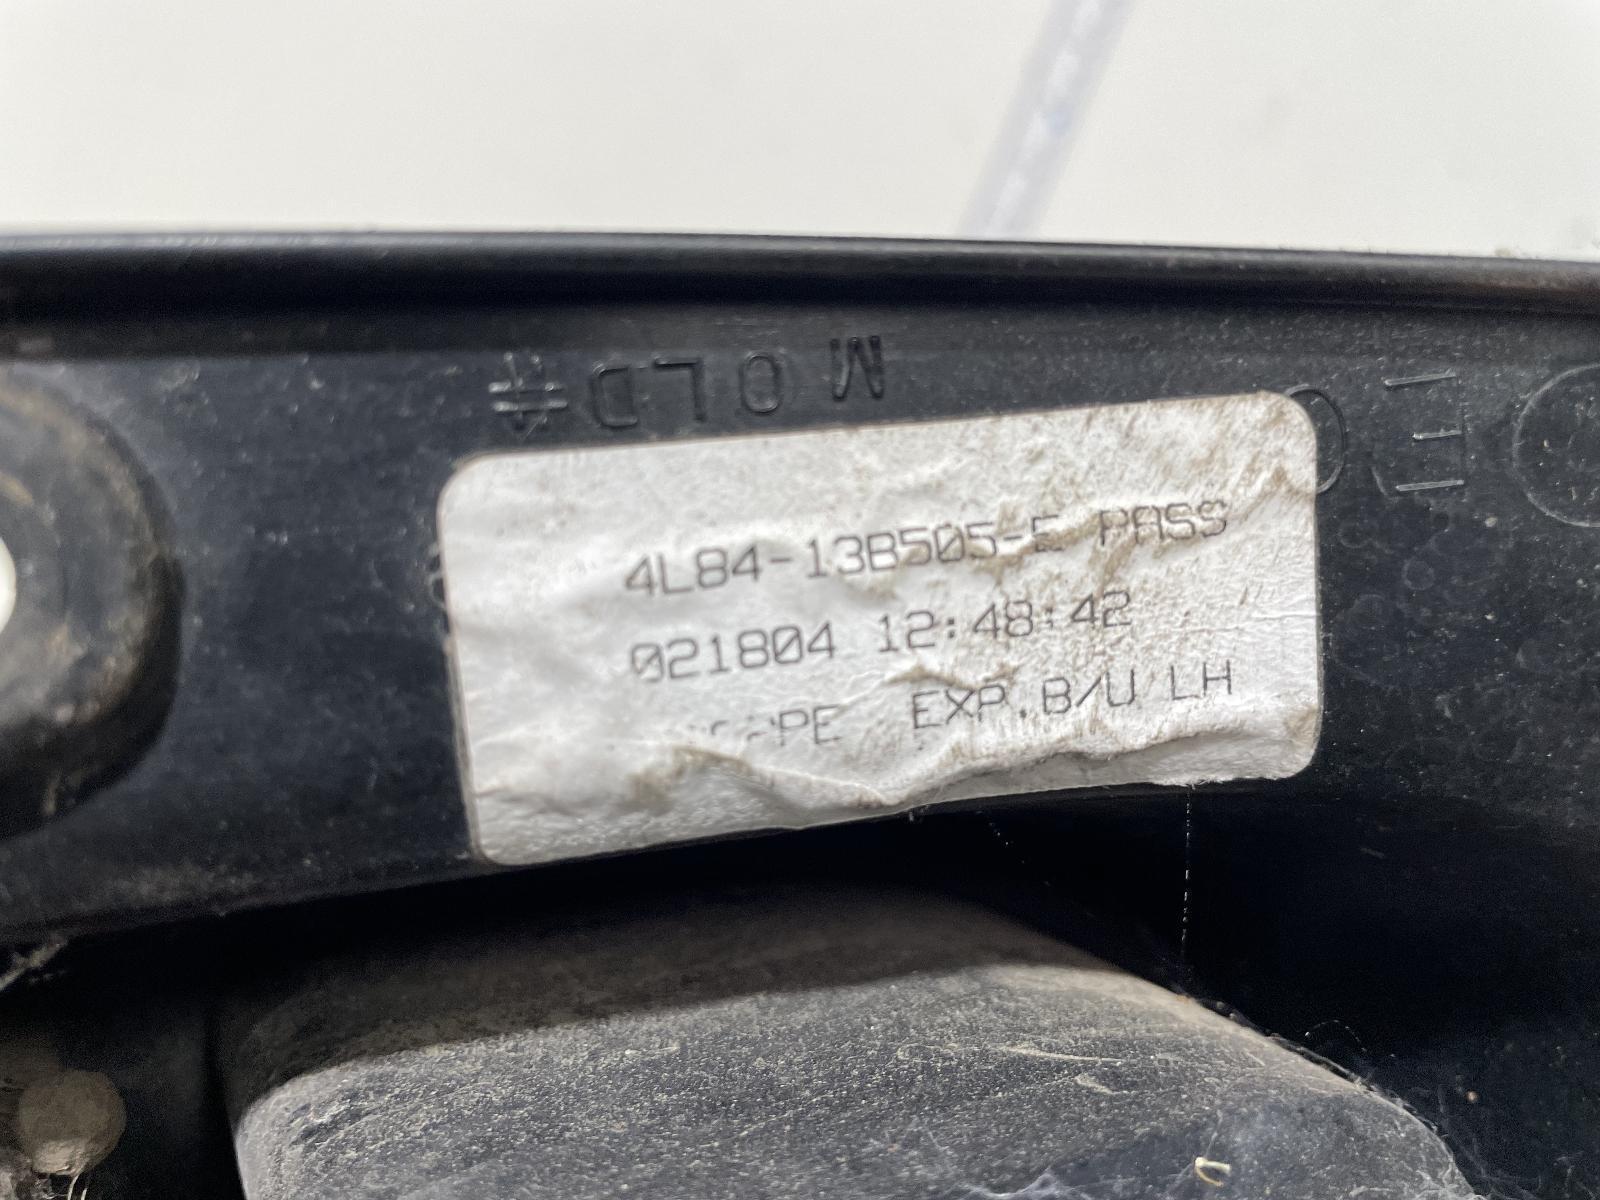 MOLD#
4L84-13B505-E PASS
021804 12:48:42
EXP. B/U LH